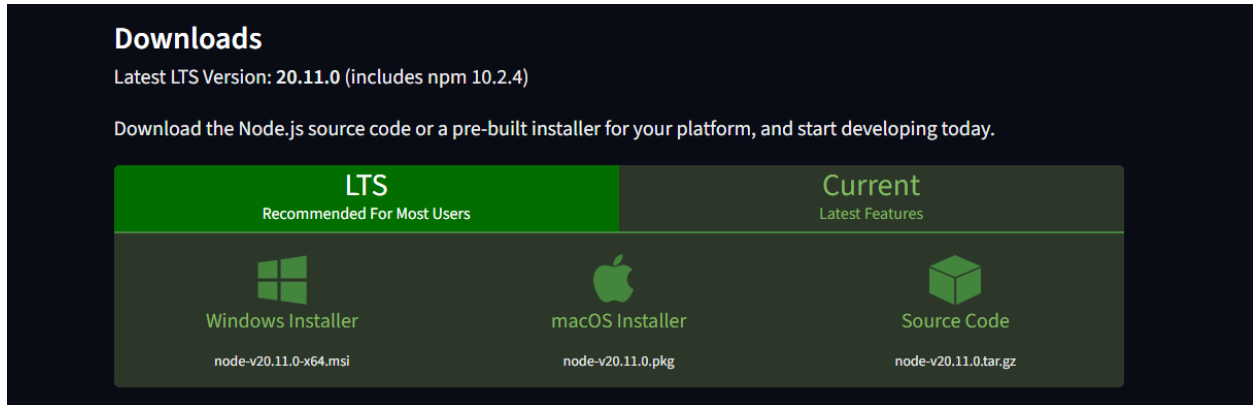 Downloads
Latest LTS Version: 20.11.0 (includes npm 10.2.4)
Download the Node.js source code or a pre-built installer for your platform, and start developing today.
LTS
Recommended For Most Users
Current
Latest Features
Windows Installer
node-v20.11.0-x64.msi
macOS Installer
node-v20.11.0.pkg
Source Code
node-v20.11.0.tar.gz